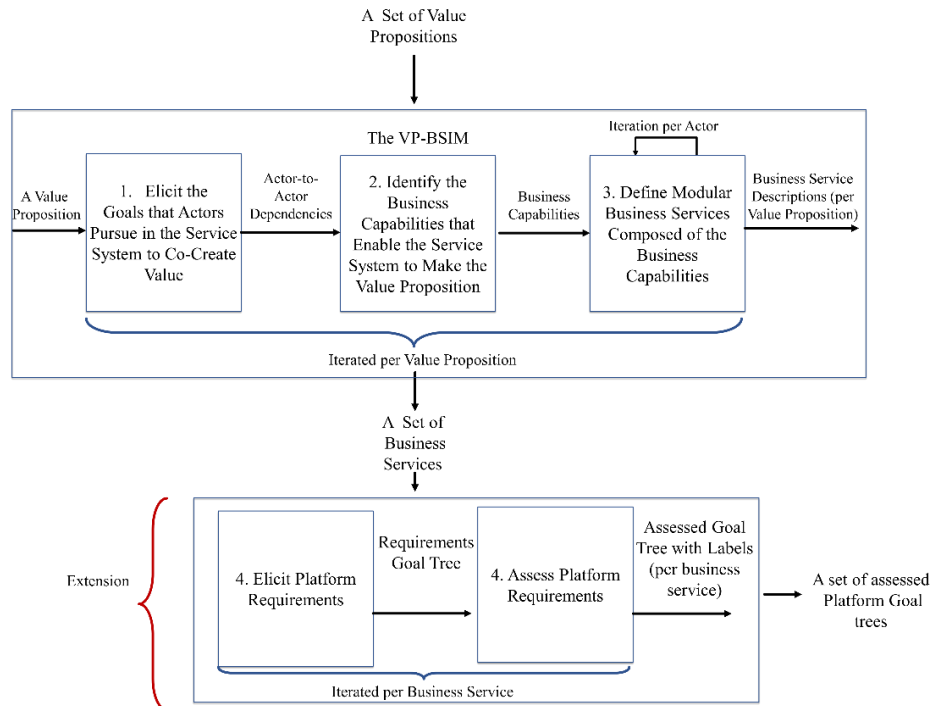 A Set of Value
Propositions
The VP-BSIM
Iteration per Actor
A Value
Proposition
1. Elicit the
Goals that Actors
Pursue in the Service
System to Co-Create
Value
Actor-to-
Actor
Dependencies
2. Identify the
Business
Capabilities that
Enable the Service
System to Make the
Value Proposition
Business
Capabilities
3. Define Modular
Business Services
Composed of the
Business
Capabilities
Business Service
Descriptions (per
Value Proposition)
Iterated per Value Proposition
A Set of
Business
Services
Extension
4. Elicit Platform
Requirements
Requirements
Goal Tree
4. Assess Platform
Requirements
Assessed Goal
Tree with Labels
(per business
service)
A set of assessed
Platform Goal
trees
Iterated per Business Service